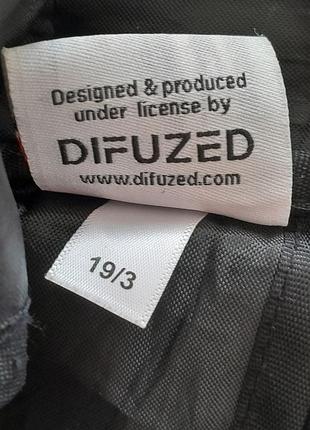 Designed & produced
under license by
DIFUZED
www.difuzed.com
19/3